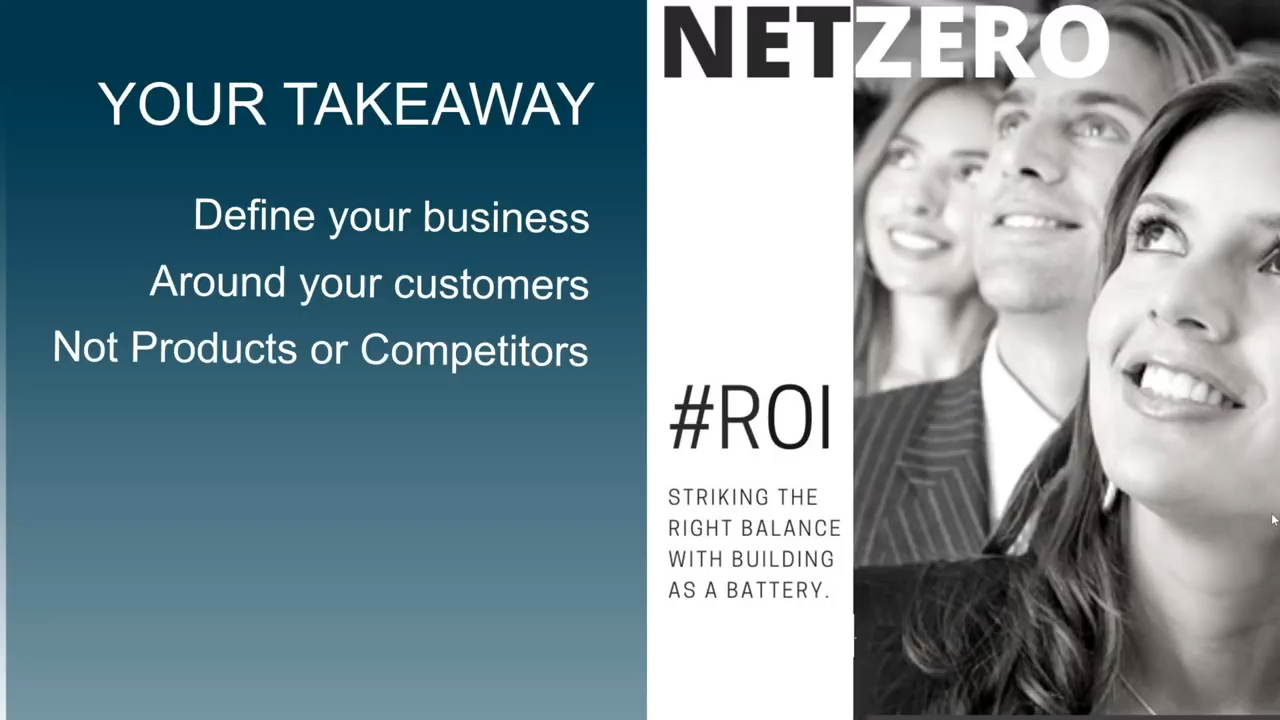 YOUR TAKEAWAY
Define your business
Around your customers
Not Products or Competitors
NETZERO
#ROI
STRIKING THE
RIGHT BALANCE
WITH BUILDING
AS A BATTERY.